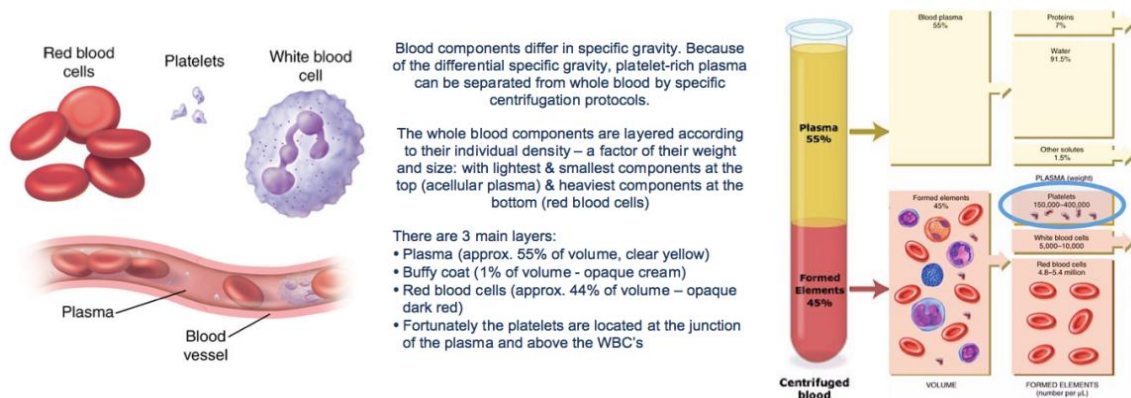 Red blood
cells
Platelets
White blood
cell
Plasma
Blood
vessel
Blood components differ in specific gravity. Because
of the differential specific gravity, platelet-rich plasma
can be separated from whole blood by specific
centrifugation protocols.
The whole blood components are layered according
to their individual density – a factor of their weight
and size: with lightest & smallest components at the
top (acellular plasma) & heaviest components at the
bottom (red blood cells)
There are 3 main layers:
• Plasma (approx. 55% of volume, clear yellow)
• Buffy coat (1% of volume - opaque cream)
• Red blood cells (approx. 44% of volume – opaque
dark red)
• Fortunately the platelets are located at the junction
of the plasma and above the WBC's
Plasma
55%
Formed
Elements
45%
Centrifuged
blood
Blood plasma
55%
Proteins
7%
Water
91.5%
Other solutes
1.5%
PLASMA (weight)
Formed elements
45%
Platelets
150,000–400,000
White blood cells
5,000–10,000
Red blood cells
4.8–5.4 million
VOLUME
FORMED ELEMENTS
(number per µL)